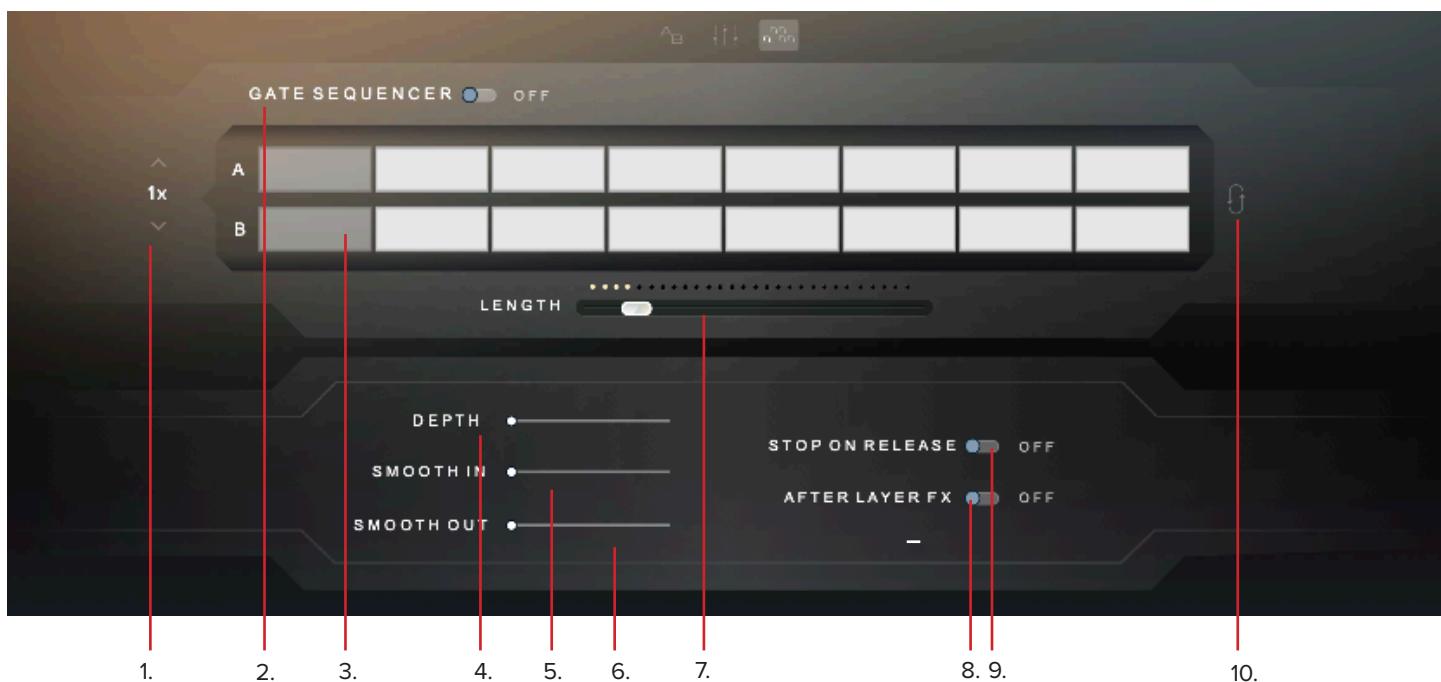 A B
GATE SEQUENCER OFF
A
1x
B
LENGTH
DEPTH
STOP ON RELEASE OFF
SMOOTH IN
AFTER LAYER FX OFF
SMOOTH OUT
–
1. 2. 3. 4. 5. 6. 7. 8. 9. 10.